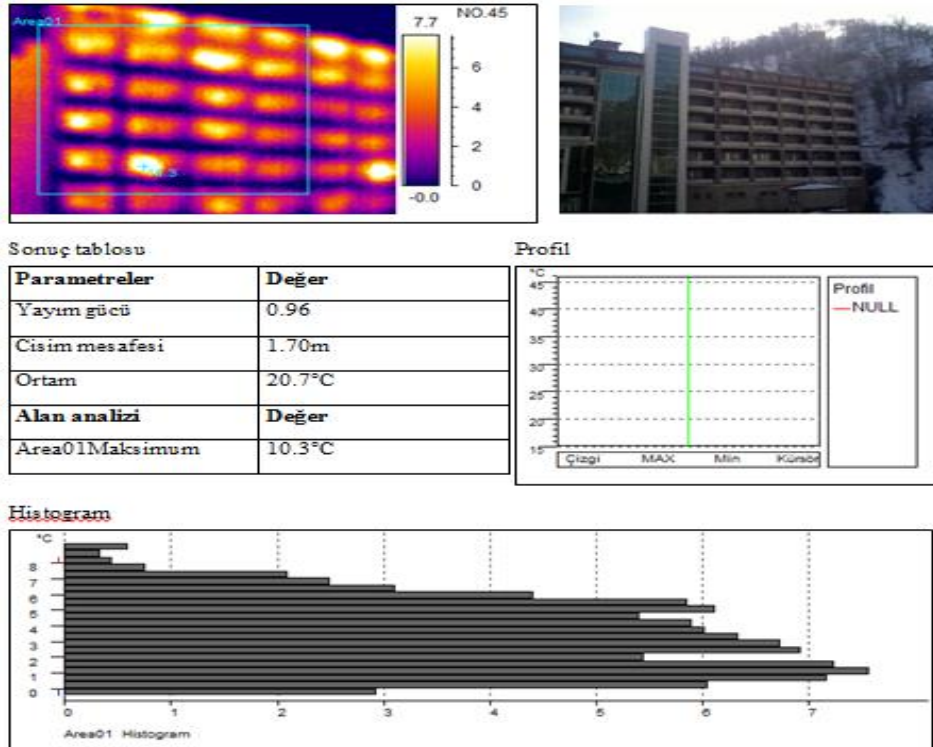 Area01
7.7
NO.45
6
4
2
0
-0.0
Sonuç tablosu
Parametreler Değer
Yayım gücü 0.96
Cisim mesafesi 1.70m
Ortam 20.7°C
Alan analizi Değer
Area01Maksimum 10.3°C
Profil
°C
45
40
35
30
25
20
15
Çizgi MAX Min Kürsör
Profil
NULL
Histogram
°C
8
7
6
5
4
3
2
1
0
0 1 2 3 4 5 6 7
Area01 Histogram